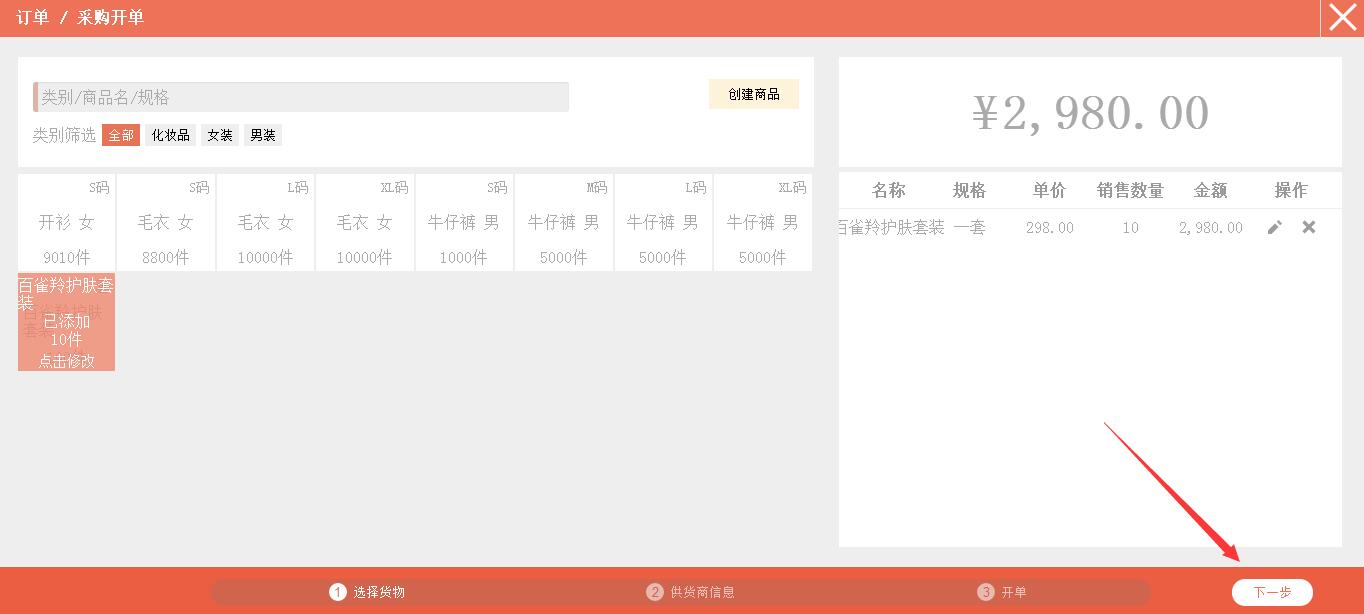 订单 / 采购开单
类别/商品名/规格
创建商品
类别筛选 全部 化妆品 女装 男装
S码 S码 L码 XL码 S码 M码 L码 XL码
开衫 女 毛衣 女 毛衣 女 毛衣 女 牛仔裤 男 牛仔裤 男 牛仔裤 男 牛仔裤 男
9010件 8800件 10000件 10000件 1000件 5000件 5000件 5000件
百雀羚护肤套
装
已添加
10件
点击修改
¥2,980.00
名称 规格 单价 销售数量 金额 操作
百雀羚护肤套装 一套 298.00 10 2,980.00
1 选择货物 2 供货商信息 3 开单 下一步